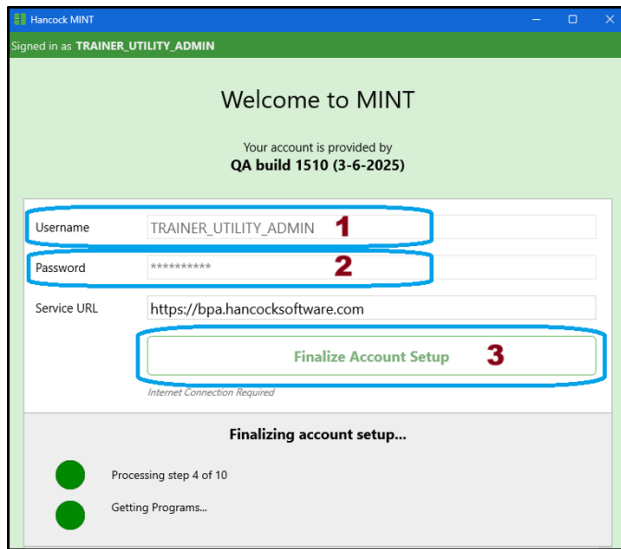 Hancock MINT
Signed in as TRAINER_UTILITY_ADMIN
Welcome to MINT
Your account is provided by
QA build 1510 (3-6-2025)
Username TRAINER_UTILITY_ADMIN 1
Password ********** 2
Service URL https://bpa.hancocksoftware.com
Finalize Account Setup 3
Internet Connection Required
Finalizing account setup...
Processing step 4 of 10
Getting Programs...